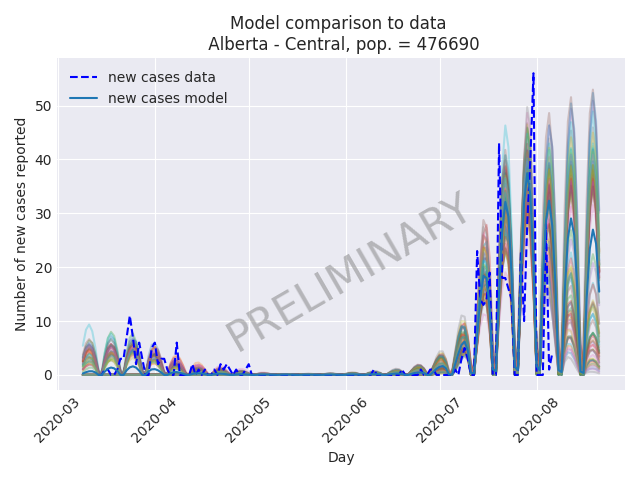 Model comparison to data
Alberta - Central, pop. = 476690
new cases data
new cases model
Number of new cases reported
50
40
30
20
10
0
PRELIMINARY
2020-03
2020-04
2020-05
2020-06
2020-07
2020-08
Day